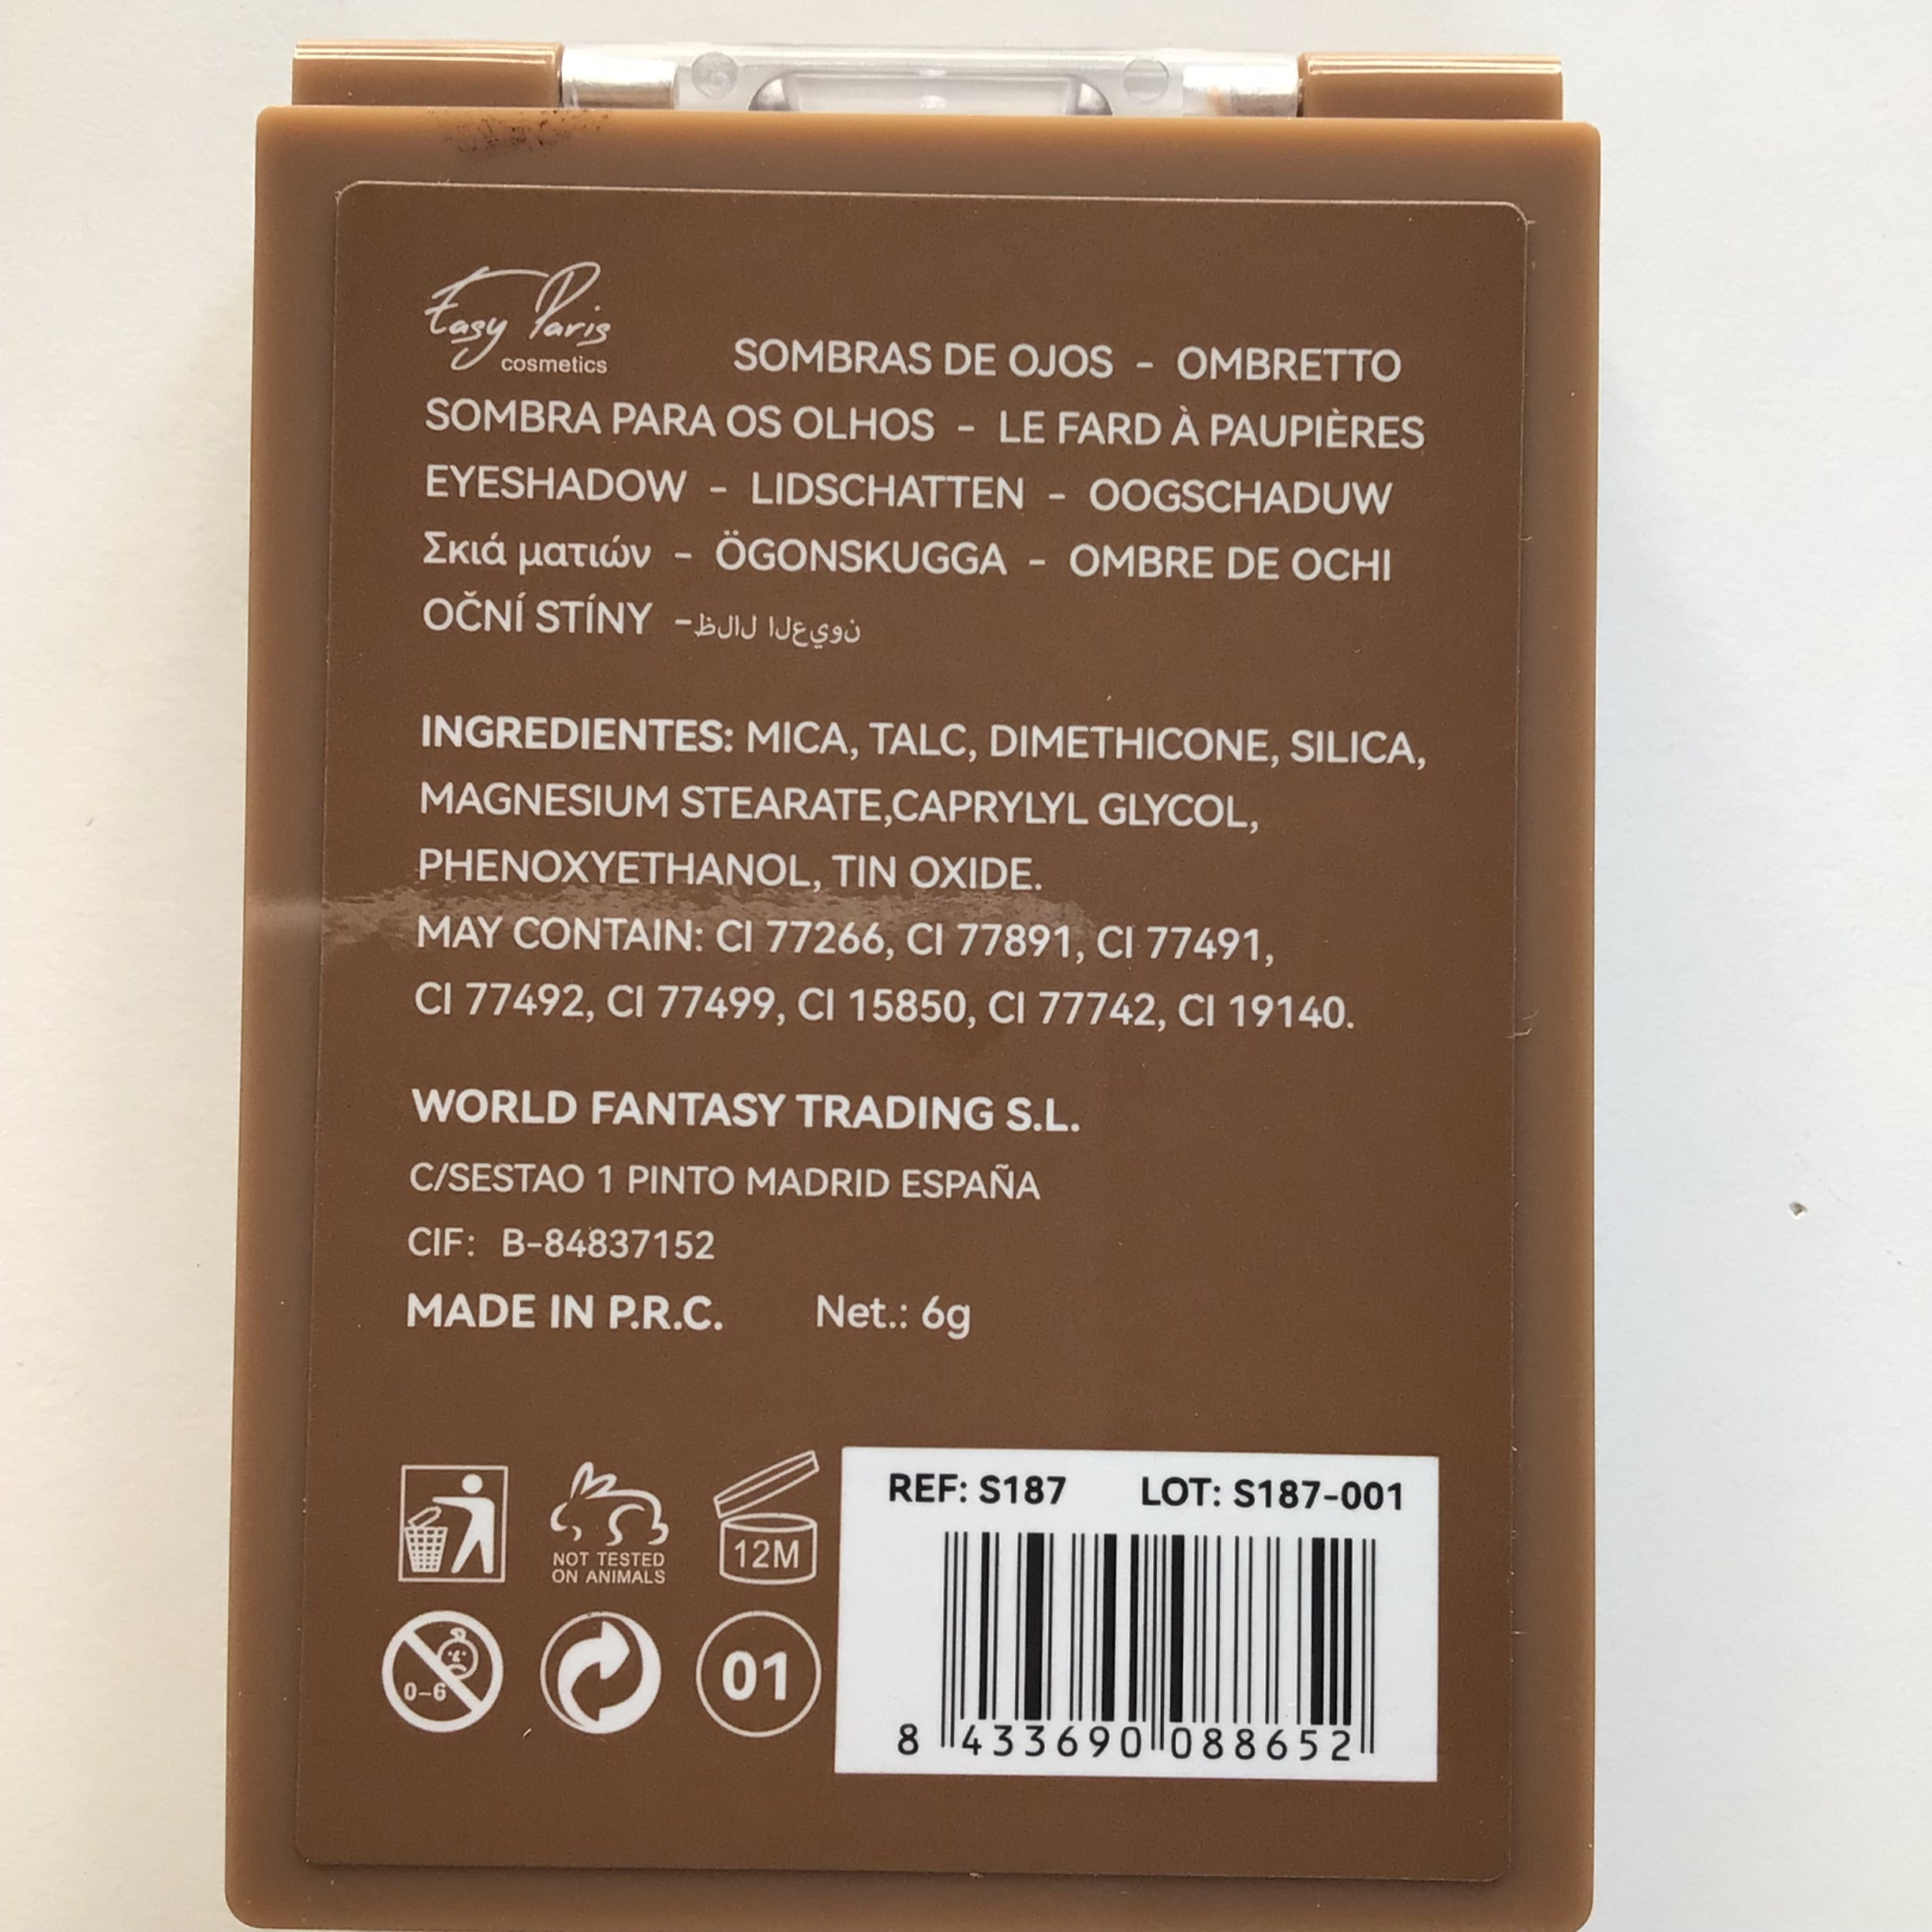 Easy Paris
cosmetics
SOMBRAS DE OJOS - OMBRETTO
SOMBRA PARA OS OLHOS - LE FARD À PAUPIÈRES
EYESHADOW - LIDSCHATTEN - OOGSCHADUW
Σκιά ματιών - ÖGONSKUGGA - OMBRE DE OCHI
OČNÍ STÍNY -ظلال العيون
INGREDIENTES: MICA, TALC, DIMETHICONE, SILICA,
MAGNESIUM STEARATE,CAPRYLYL GLYCOL,
PHENOXYETHANOL, TIN OXIDE.
MAY CONTAIN: CI 77266, CI 77891, CI 77491,
CI 77492, CI 77499, CI 15850, CI 77742, CI 19140.
WORLD FANTASY TRADING S.L.
C/SESTAO 1 PINTO MADRID ESPAÑA
CIF: B-84837152
MADE IN P.R.C. Net.: 6g
NOT TESTED
ON ANIMALS
12M
0-6
01
REF: S187 LOT: S187-001
8 433690 088652